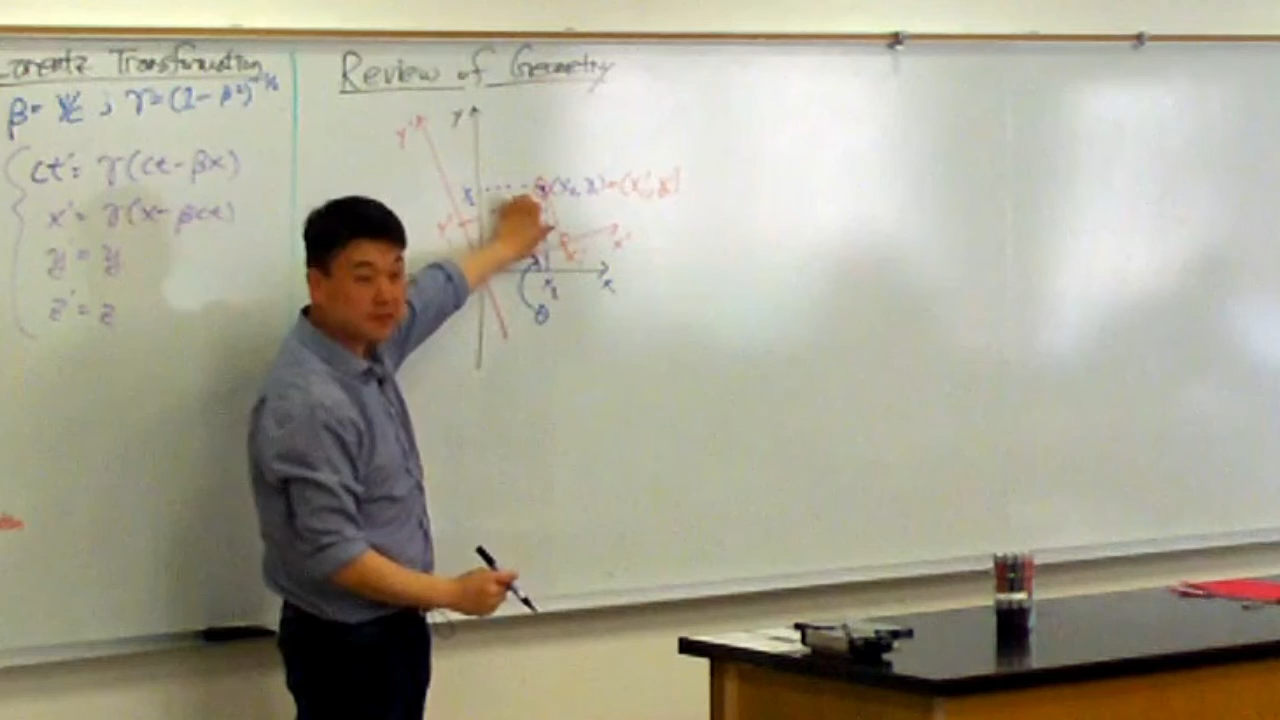 Lorentz Transformation
β = v/c ; γ = (1 - β²)^-1/2
ct' = γ(ct - βx)
x' = γ(x - βct)
y' = y
z' = z
Review of Geometry
y'
y
x'
x
θ